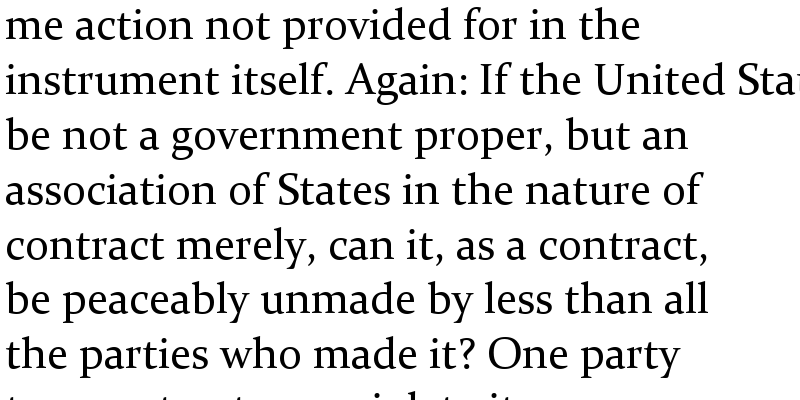 me action not provided for in the
instrument itself. Again: If the United
be not a government proper, but an
association of States in the nature of
contract merely, can it, as a contract,
be peaceably unmade by less than all
the parties who made it? One party